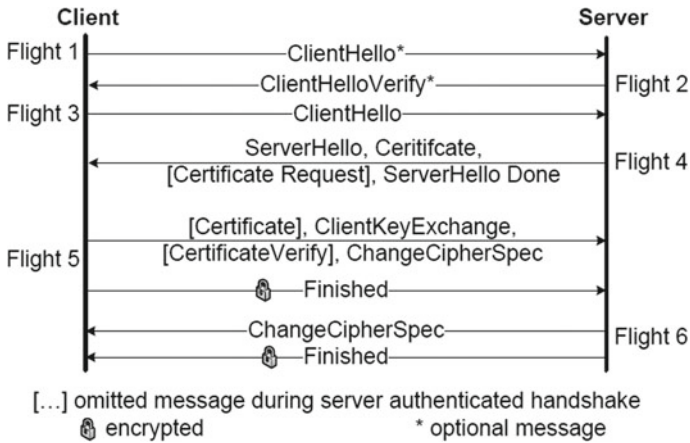 Client Server
Flight 1 ClientHello*
ClientHelloVerify* Flight 2
Flight 3 ClientHello
ServerHello, Ceritifcate,
[Certificate Request], ServerHello Done Flight 4
[Certificate], ClientKeyExchange,
Flight 5 [CertificateVerify], ChangeCipherSpec
Finished
ChangeCipherSpec Flight 6
Finished
[...] omitted message during server authenticated handshake
encrypted * optional message